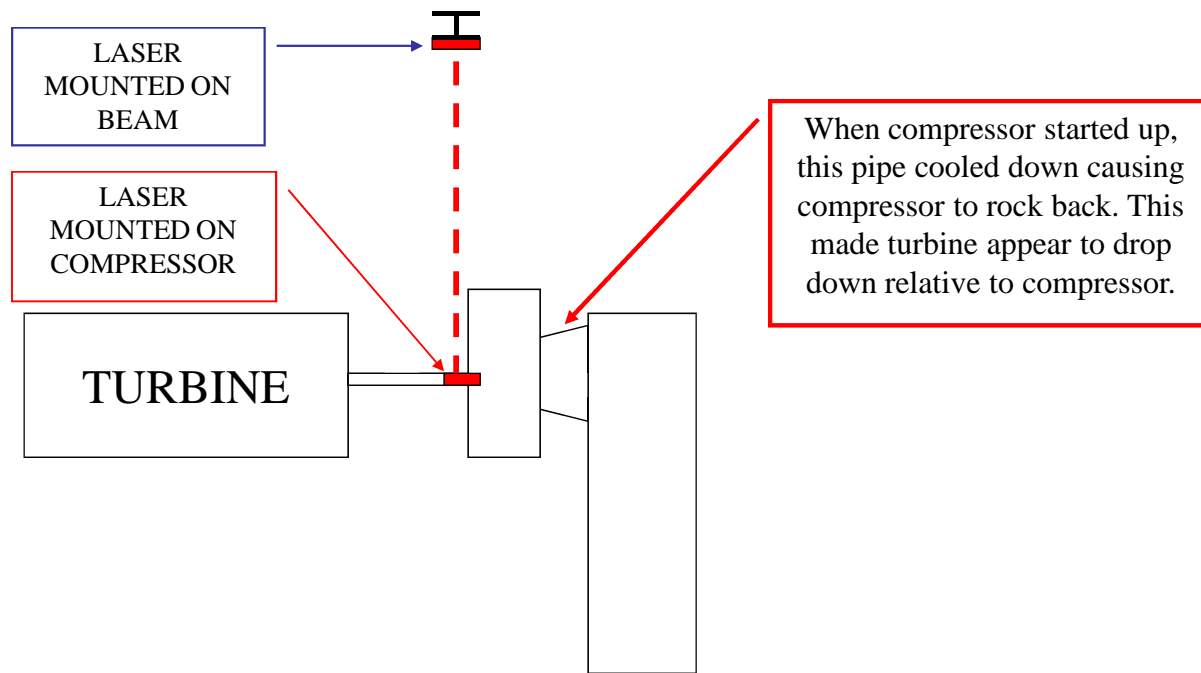 LASER
MOUNTED ON
BEAM
LASER
MOUNTED ON
COMPRESSOR
When compressor started up,
this pipe cooled down causing
compressor to rock back. This
made turbine appear to drop
down relative to compressor.
TURBINE